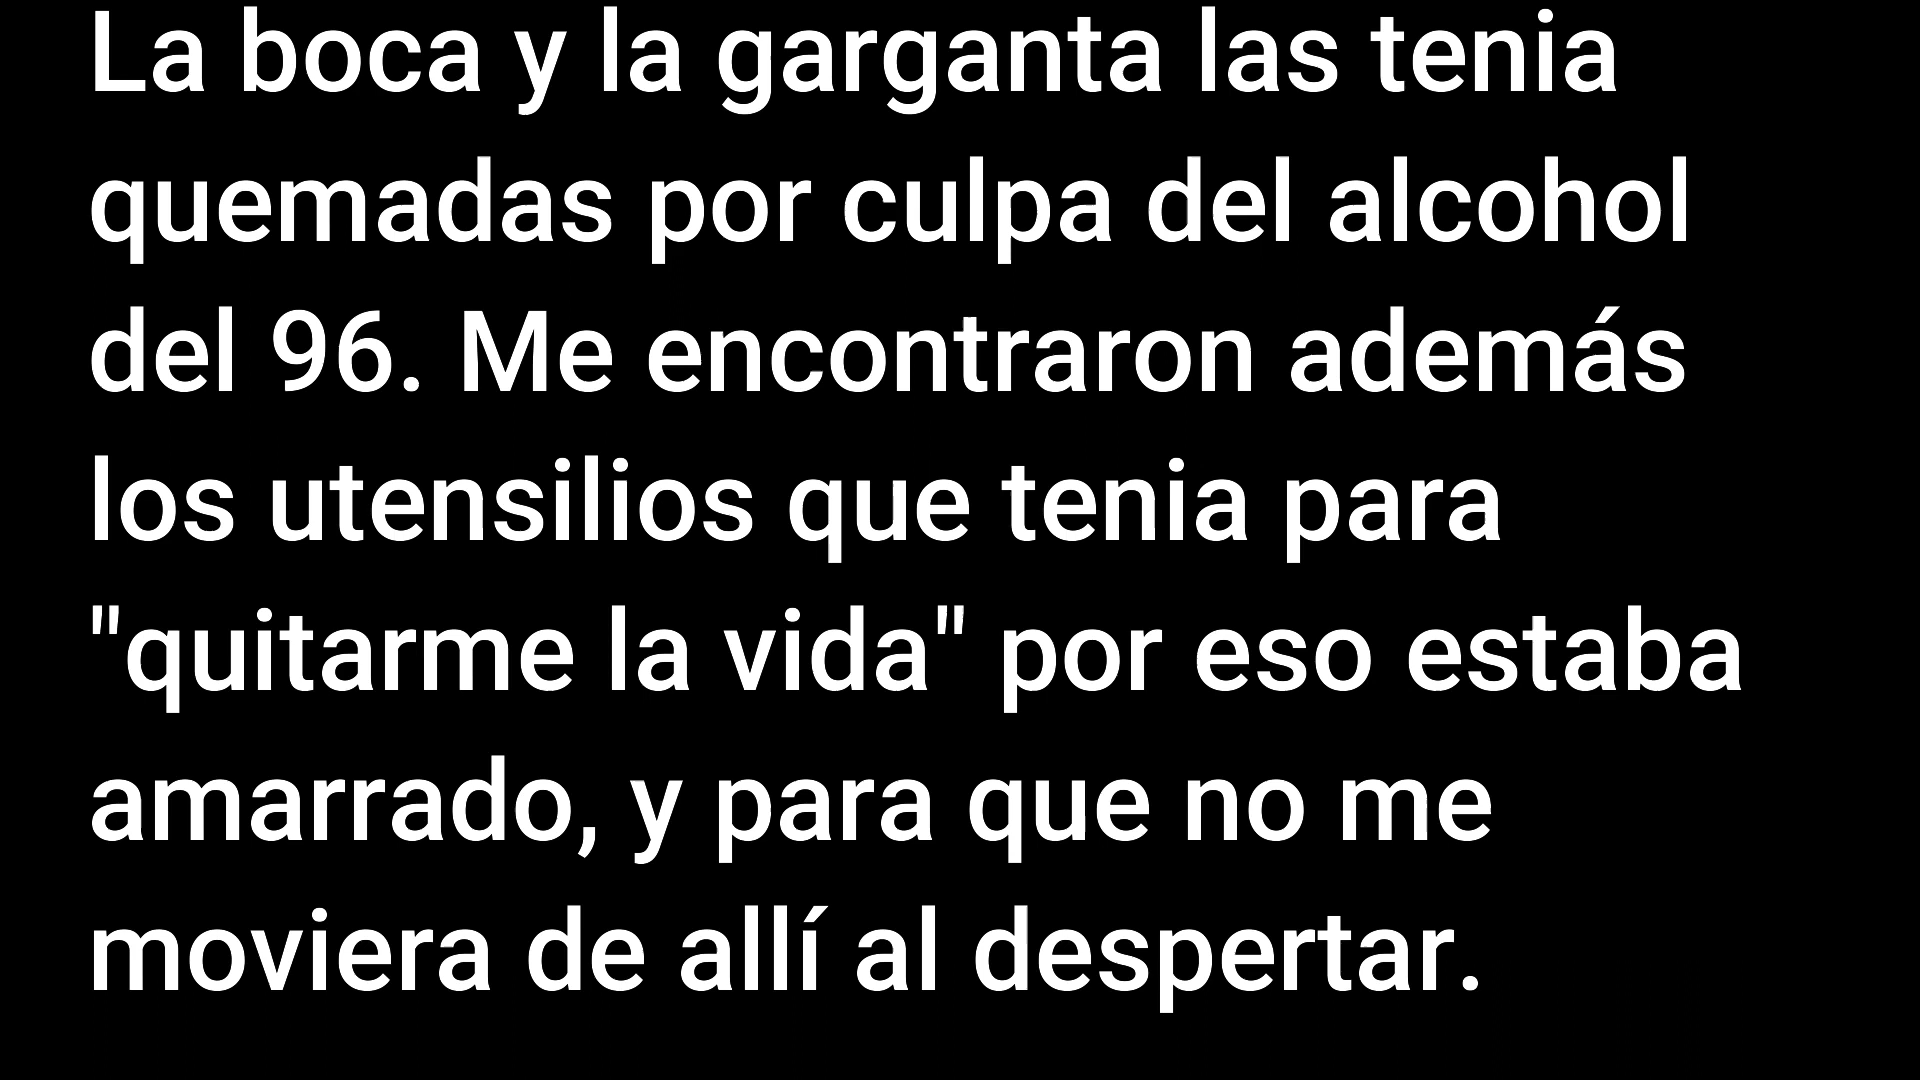 La boca y la garganta las tenia
quemadas por culpa del alcohol
del 96. Me encontraron además
los utensilios que tenia para
"quitarme la vida" por eso estaba
amarrado, y para que no me
moviera de allí al despertar.